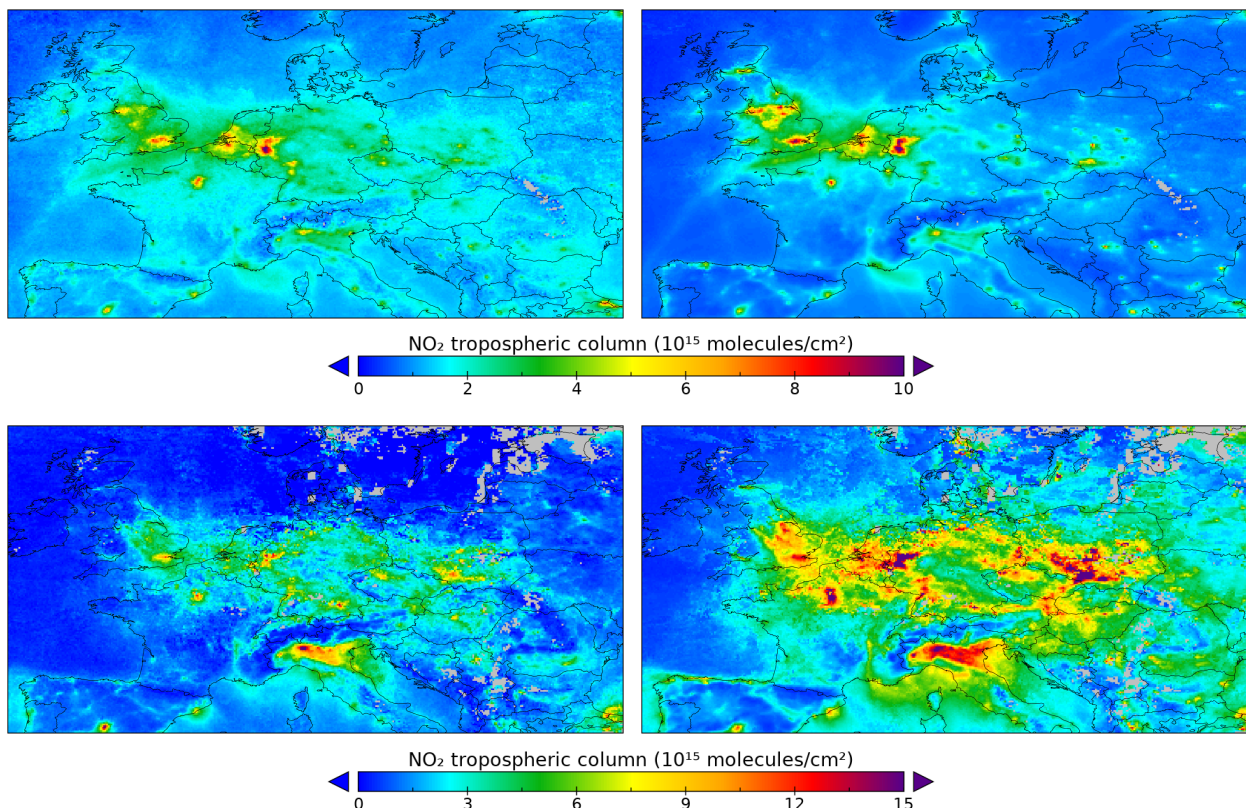 NO₂ tropospheric column (10¹⁵ molecules/cm²)
0 2 4 6 8 10
NO₂ tropospheric column (10¹⁵ molecules/cm²)
0 3 6 9 12 15